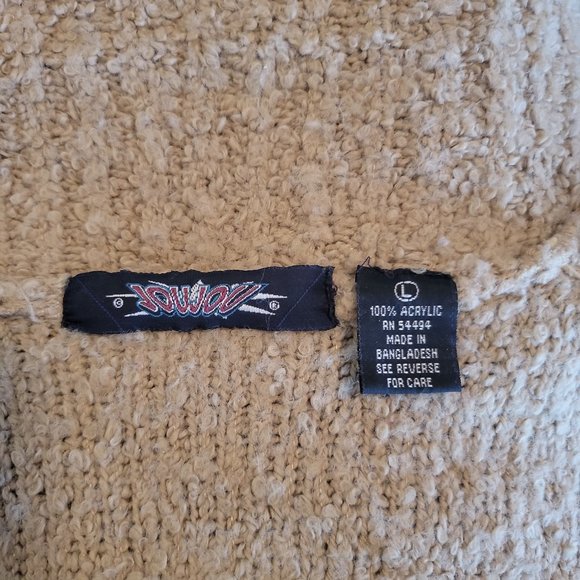 JOUJOU
L
100% ACRYLIC
RN 54494
MADE IN
BANGLADESH
SEE REVERSE
FOR CARE